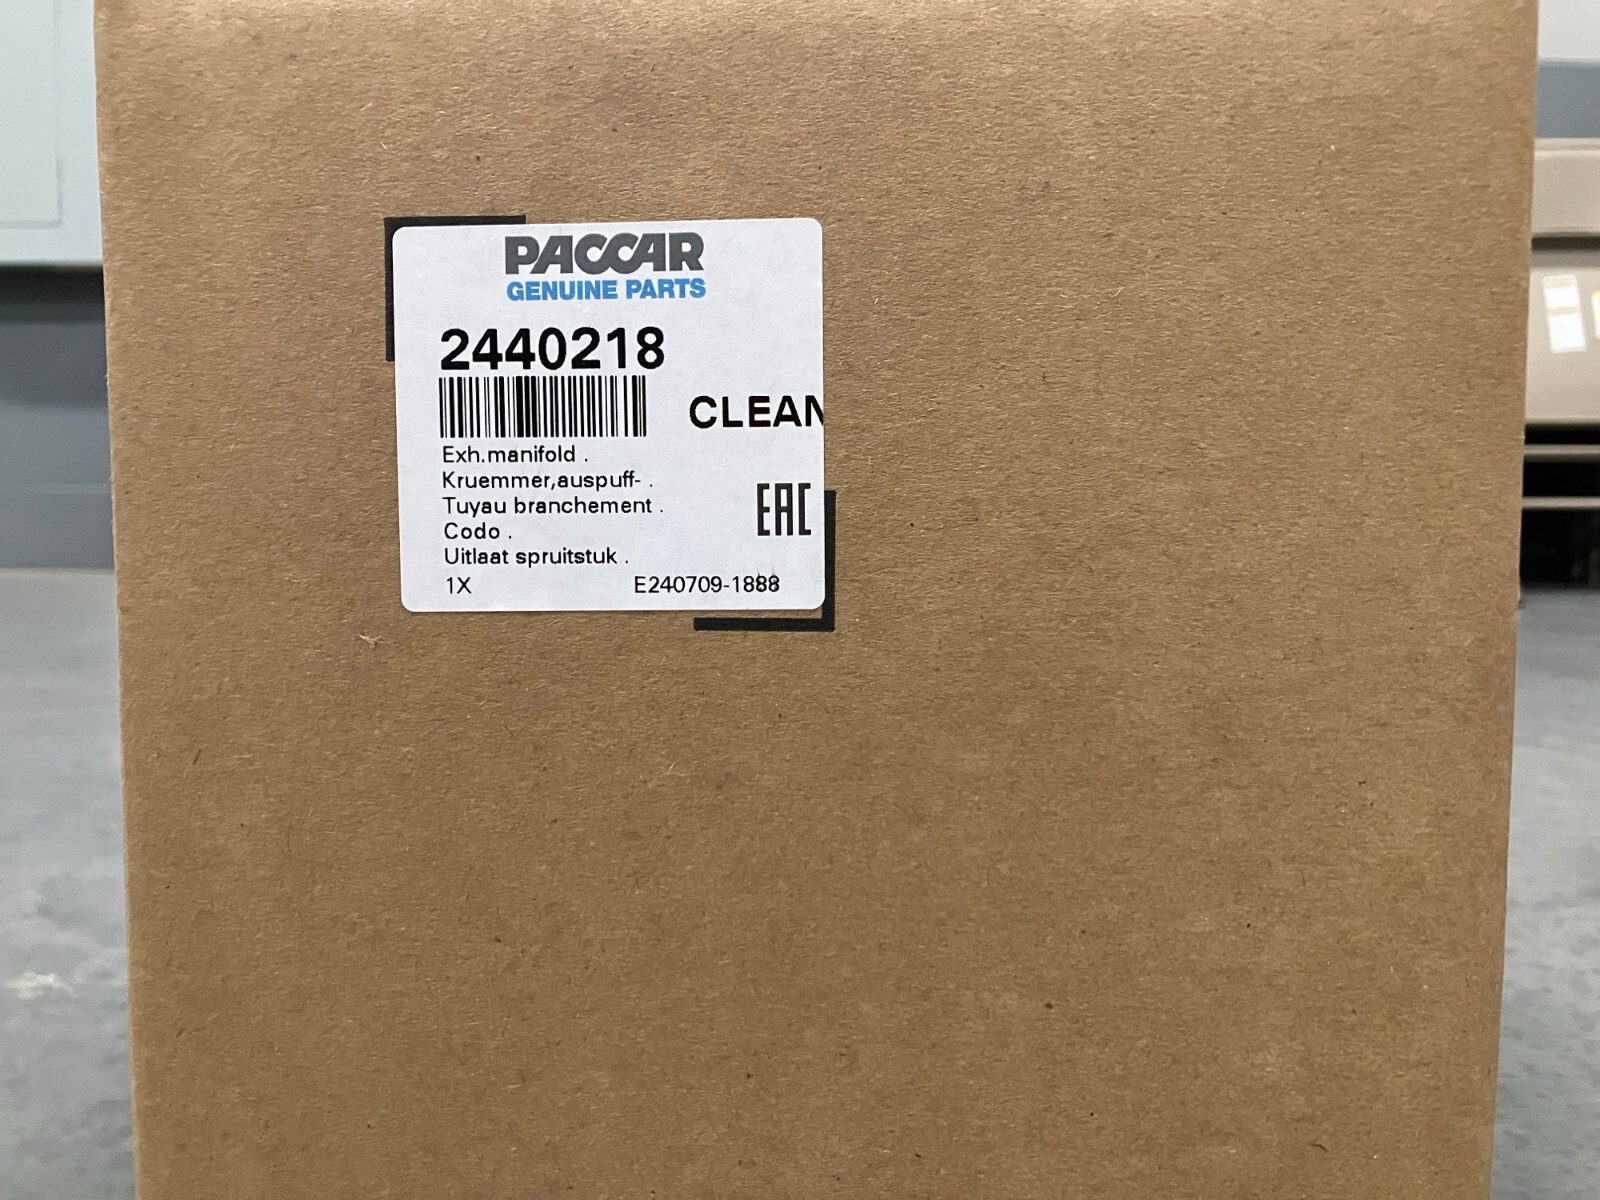 PACCAR
GENUINE PARTS
2440218
CLEAN
Exh.manifold .
Kruemmer,auspuff- .
Tuyau branchement .
Codo .
EAC
Uitlaat spruitstuk .
1X E240709-1888